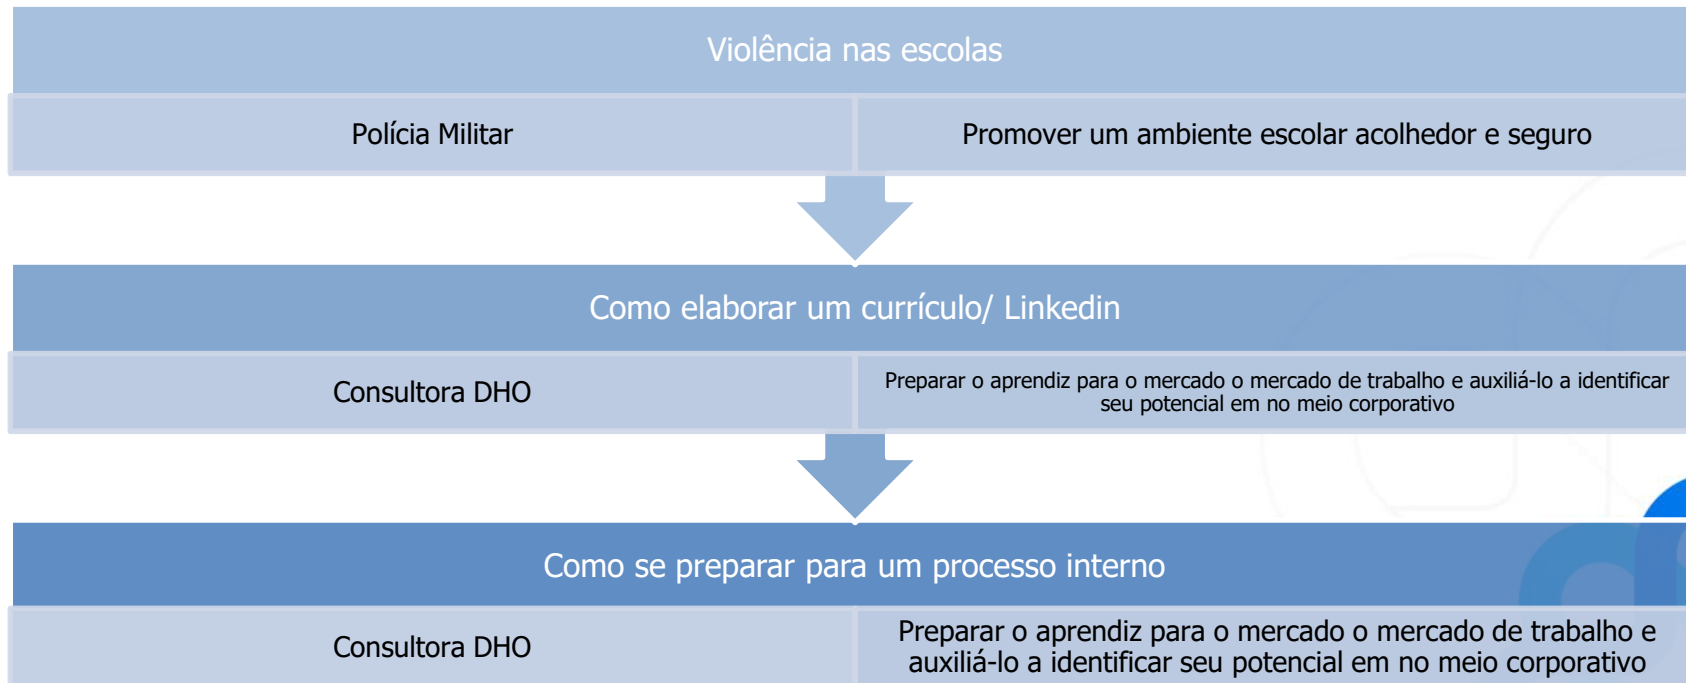 Violência nas escolas
Polícia Militar
Promover um ambiente escolar acolhedor e seguro
Como elaborar um currículo/ Linkedin
Consultora DHO
Preparar o aprendiz para o mercado o mercado de trabalho e auxiliá-lo a identificar
seu potencial em no meio corporativo
Como se preparar para um processo interno
Consultora DHO
Preparar o aprendiz para o mercado o mercado de trabalho e
auxiliá-lo a identificar seu potencial em no meio corporativo